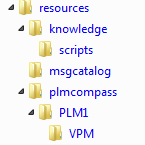 resources
knowledge
scripts
msgcatalog
plmcompass
PLM1
VPM